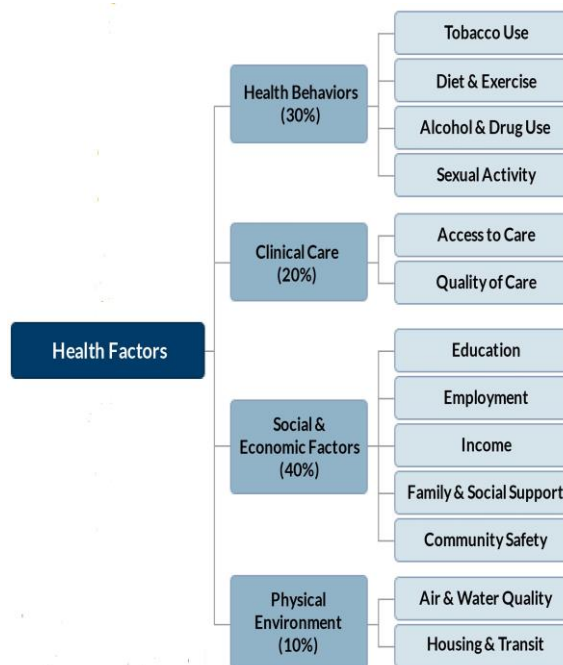 Health Factors
Health Behaviors
(30%)
Tobacco Use
Diet & Exercise
Alcohol & Drug Use
Sexual Activity
Clinical Care
(20%)
Access to Care
Quality of Care
Social &
Economic Factors
(40%)
Education
Employment
Income
Family & Social Support
Community Safety
Physical
Environment
(10%)
Air & Water Quality
Housing & Transit